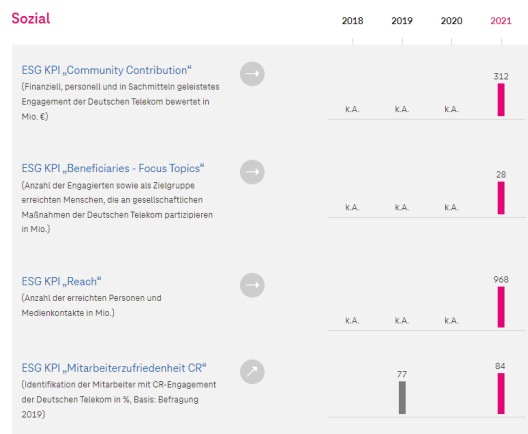 Sozial 2018 2019 2020 2021
ESG KPI „Community Contribution“
(Finanziell, personell und in Sachmitteln geleistetes
Engagement der Deutschen Telekom bewertet in
Mio. €)
k.A. k.A. k.A. 312
ESG KPI „Beneficiaries - Focus Topics“
(Anzahl der Engagierten sowie als Zielgruppe
erreichten Menschen, die an gesellschaftlichen
Maßnahmen der Deutschen Telekom partizipieren
in Mio.)
k.A. k.A. k.A. 28
ESG KPI „Reach“
(Anzahl der erreichten Personen und
Medienkontakte in Mio.)
k.A. k.A. k.A. 968
ESG KPI „Mitarbeiterzufriedenheit CR“
(Identifikation der Mitarbeiter mit CR-Engagement
der Deutschen Telekom in %, Basis: Befragung
2019)
77 84